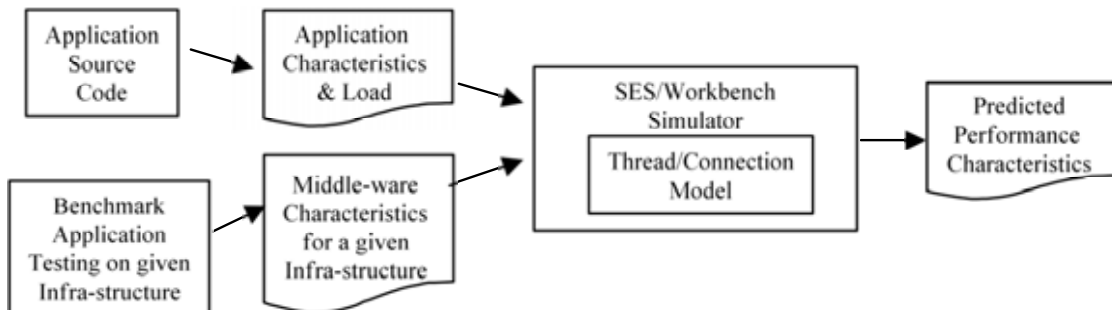 Application
Source
Code
Application
Characteristics
& Load
SES/Workbench
Simulator
Thread/Connection
Model
Predicted
Performance
Characteristics
Benchmark
Application
Testing on given
Infra-structure
Middle-ware
Characteristics
for a given
Infra-structure